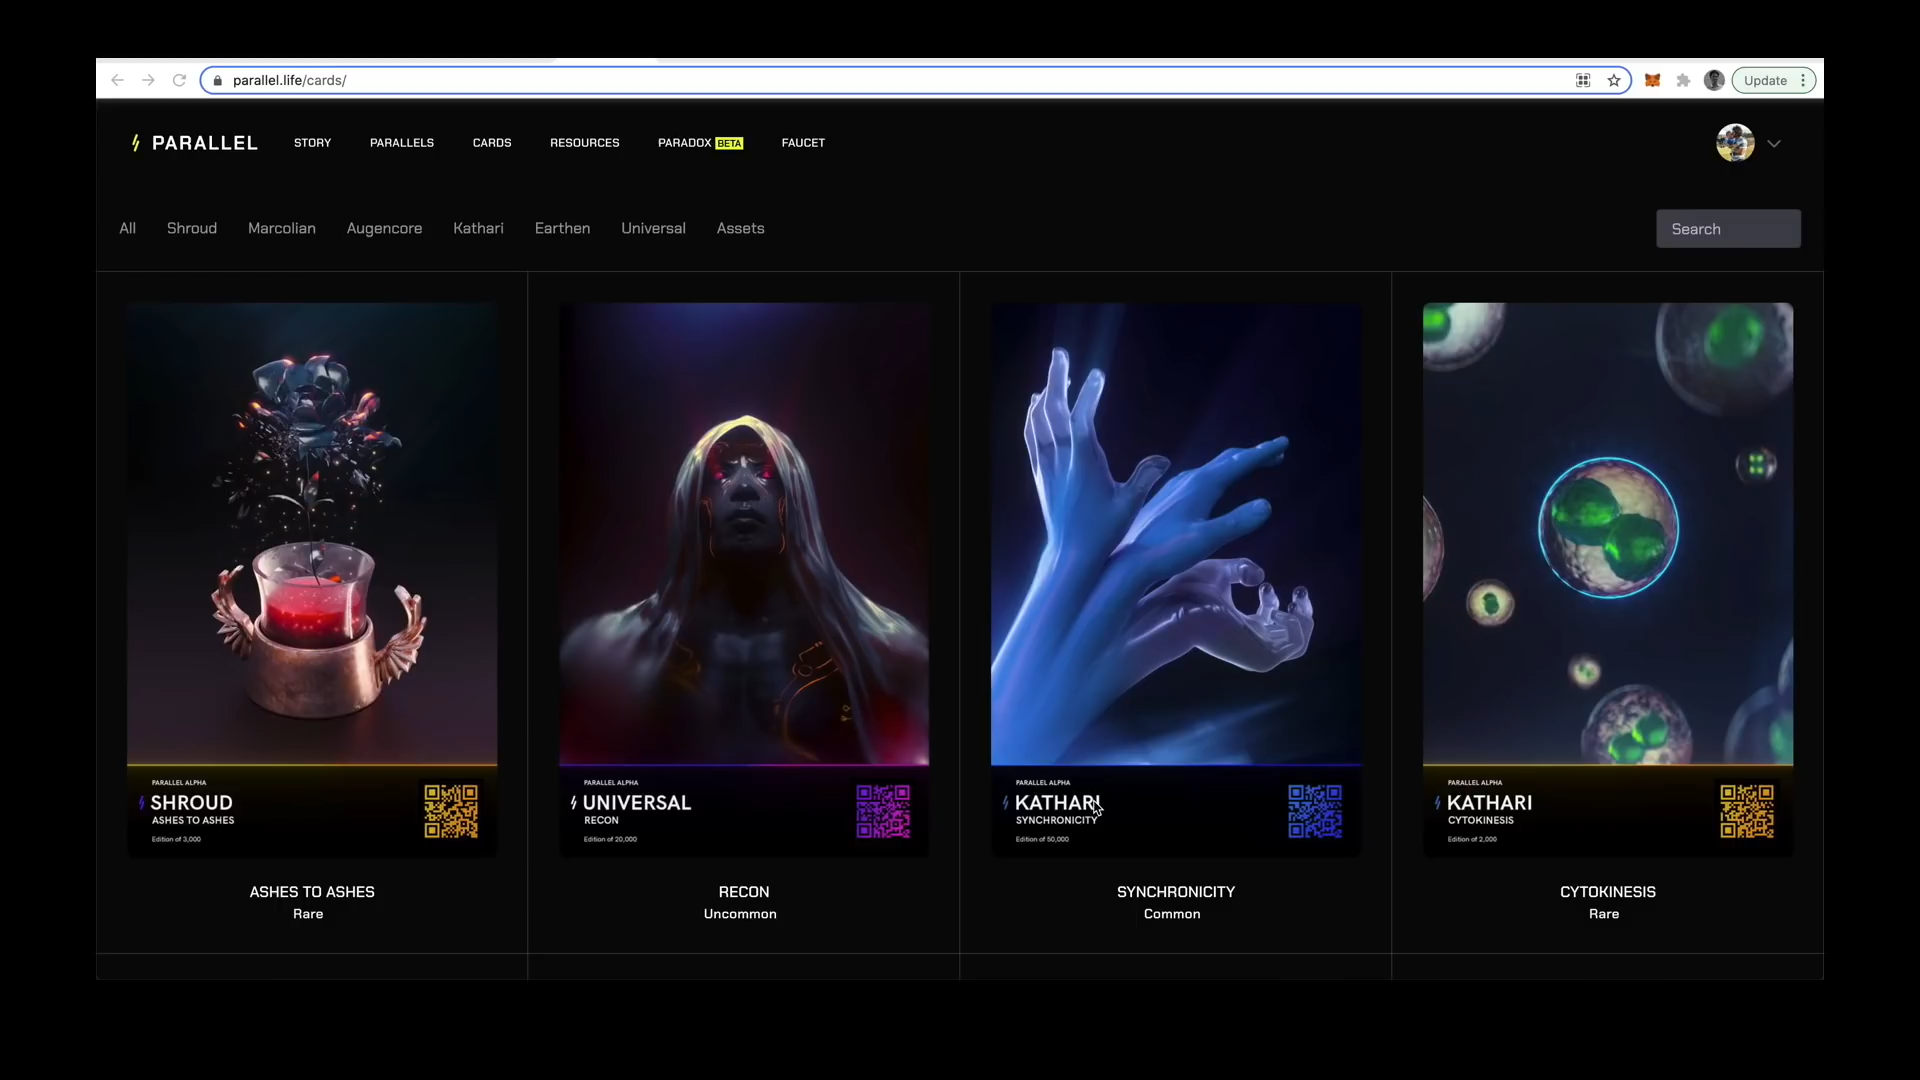 parallel.life/cards/
Update
PARALLEL
STORY
PARALLELS
CARDS
RESOURCES
PARADOX BETA
FAUCET
All
Shroud
Marcolian
Augencore
Kathari
Earthen
Universal
Assets
Search
PARALLEL ALPHA
SHROUD
ASHES TO ASHES
Edition of 3,000
PARALLEL ALPHA
UNIVERSAL
RECON
Edition of 20,000
PARALLEL ALPHA
KATHARI
SYNCHRONICITY
Edition of 50,000
PARALLEL ALPHA
KATHARI
CYTOKINESIS
Edition of 2,000
ASHES TO ASHES
Rare
RECON
Uncommon
SYNCHRONICITY
Common
CYTOKINESIS
Rare